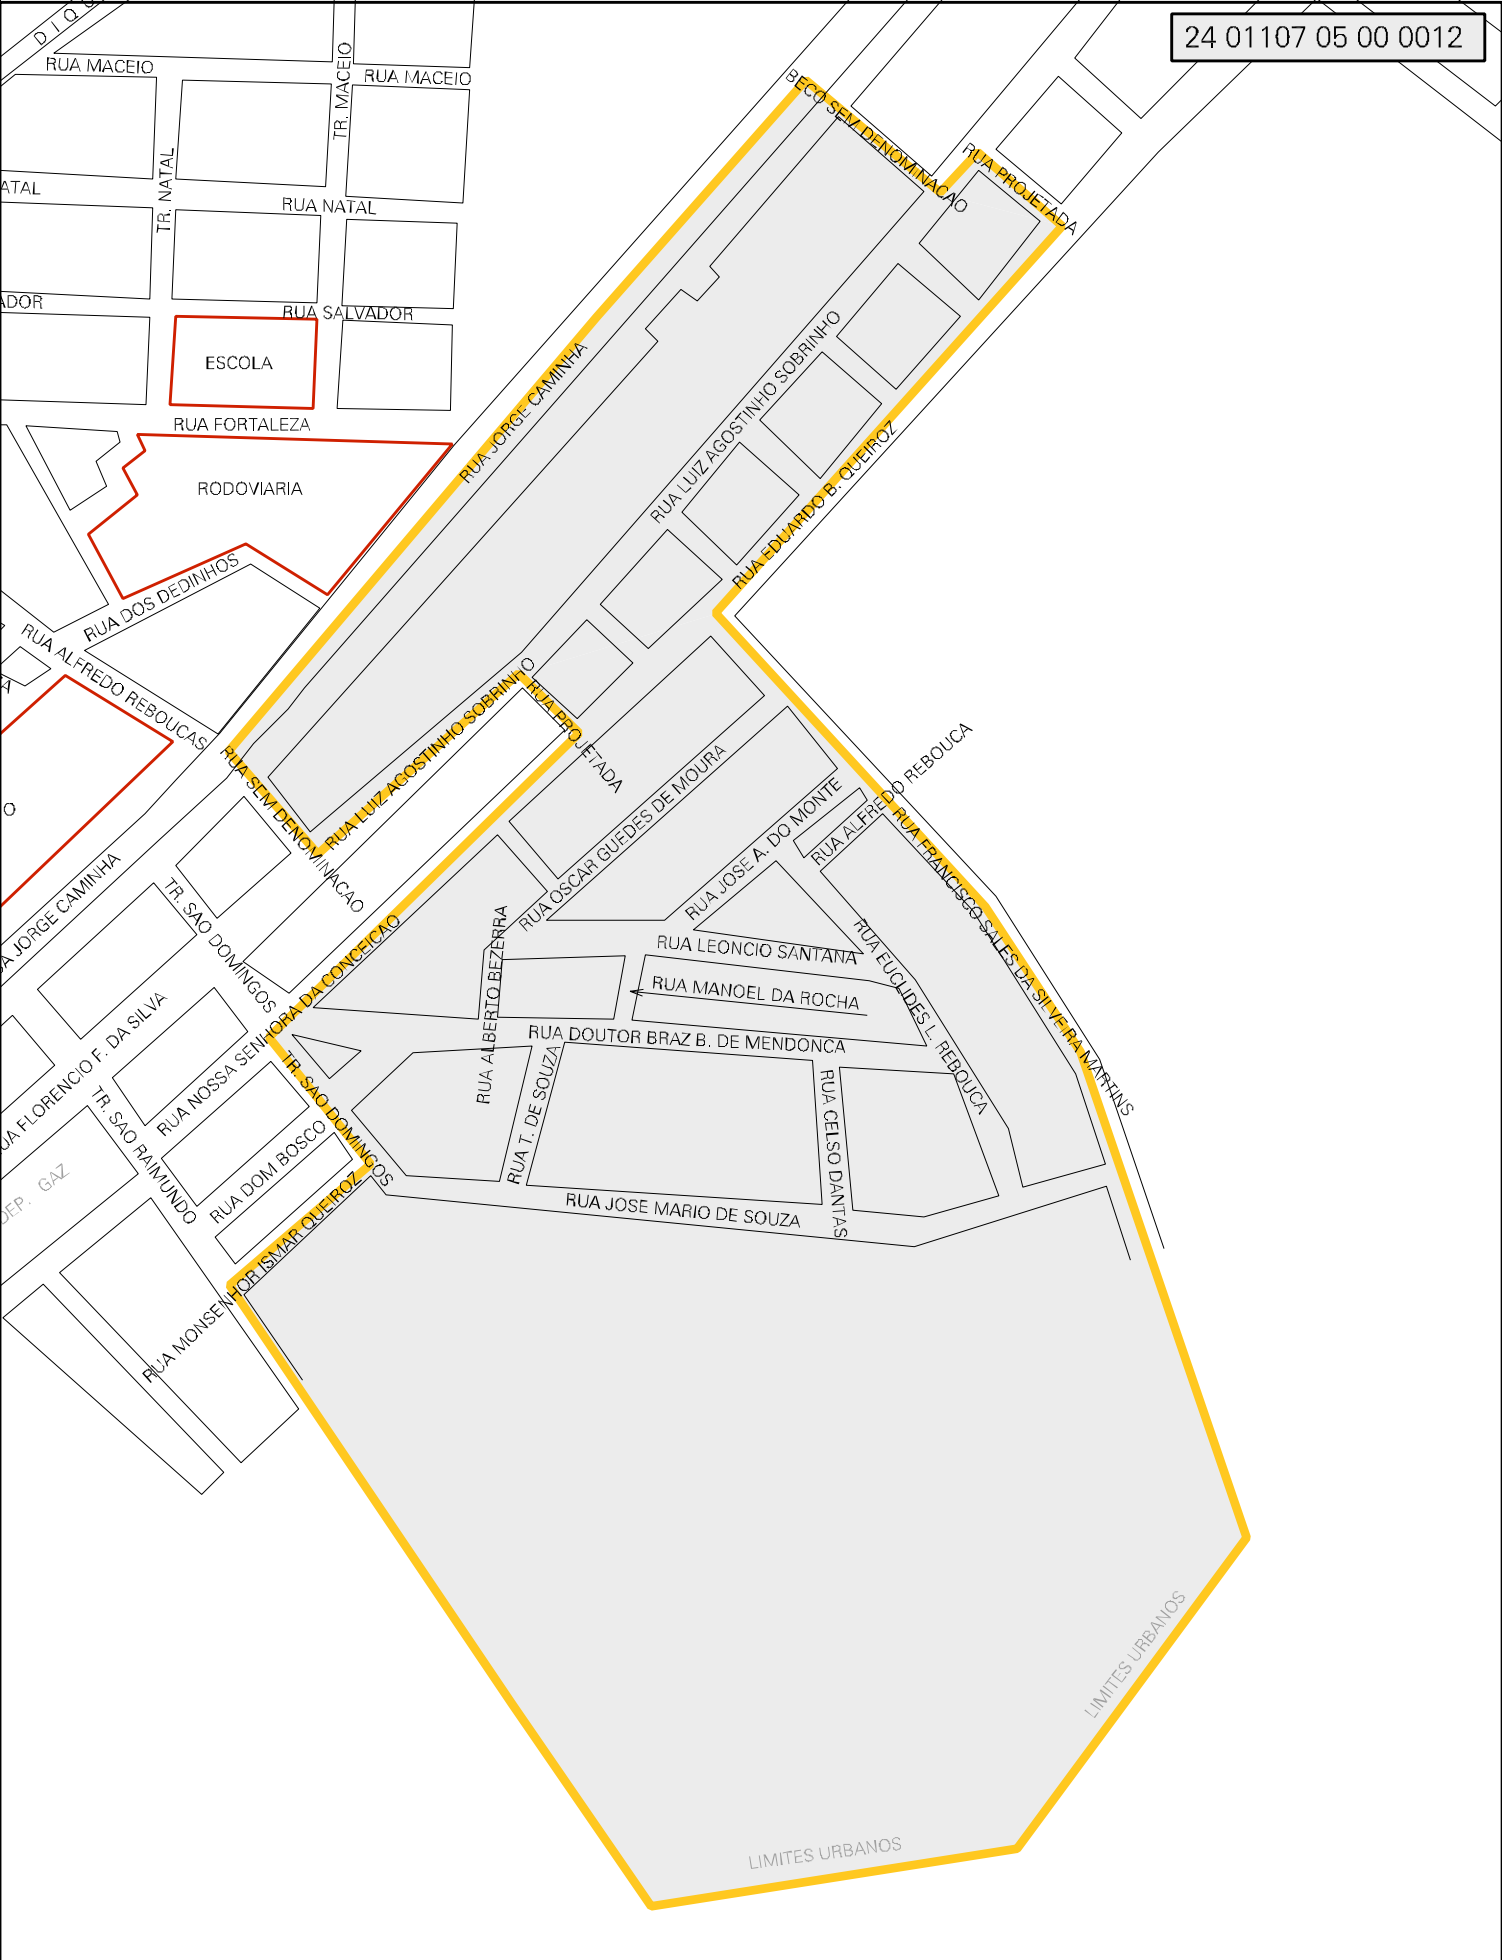 24 01107 05 00 0012
DIQU
RUA MACEIO
TR. MACEIO
RUA MACEIO
BECO SEM DENOMINACAO
RUA PROJETADA
TR. NATAL
ATAL
RUA NATAL
ADOR
RUA SALVADOR
ESCOLA
RUA FORTALEZA
RUA JORGE CAMINHA
RUA LUIZ AGOSTINHO SOBRINHO
RODOVIARIA
RUA EDUARDO B. QUEIROZ
RUA DOS DEDINHOS
RUA ALFREDO REBOUCAS
TA
RUA SEM DENOMINACAO
RUA LUIZ AGOSTINHO SOBRINHO
RUA PROJETADA
RUA OSCAR GUEDES DE MOURA
RUA JOSE A. DO MONTE
RUA ALFREDO REBOUCA
O
RUA FRANCISCO SALES DA SILVEIRA MARTINS
A JORGE CAMINHA
TR. SAO DOMINGOS
RUA NOSSA SENHORA DA CONCEICAO
RUA ALBERTO BEZERRA
RUA LEONCIO SANTANA
RUA EUCLIDES L. REBOUCA
RUA MANOEL DA ROCHA
RUA DOUTOR BRAZ B. DE MENDONCA
UA FLORENCIO F. DA SILVA
TR. SAO DOMINGOS
RUA T. DE SOUZA
RUA CELSO DANTAS
TR. SAO RAIMUNDO
RUA DOM BOSCO
DEP. GAZ
RUA JOSE MARIO DE SOUZA
RUA MONSENHOR ISMAR QUEIROZ
LIMITES URBANOS
LIMITES URBANOS